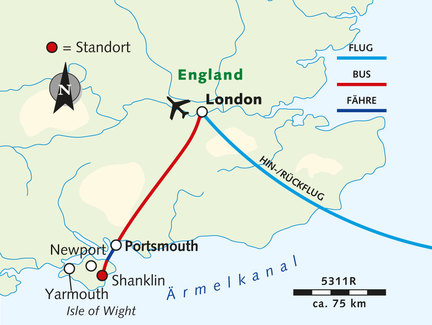 = Standort
FLUG
BUS
FÄHRE
N
England
London
HIN-/RÜCKFLUG
Newport
Portsmouth
Shanklin
Yarmouth
Isle of Wight
Ärmelkanal
5311R
ca. 75 km